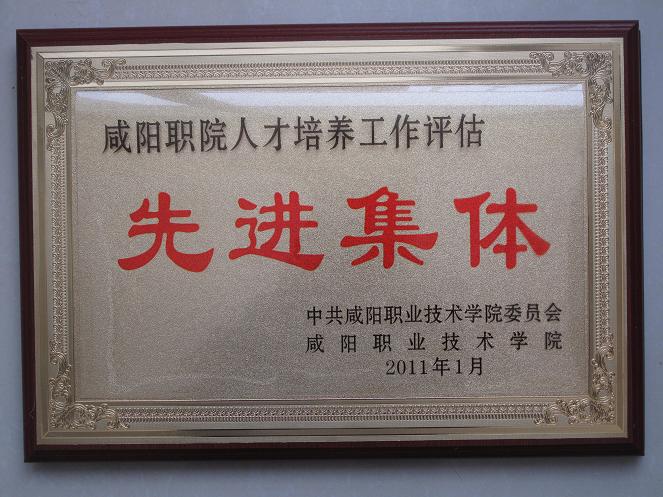 咸阳职院人才培养工作评估
先进集体
中共咸阳职业技术学院委员会
咸阳职业技术学院
2011年1月